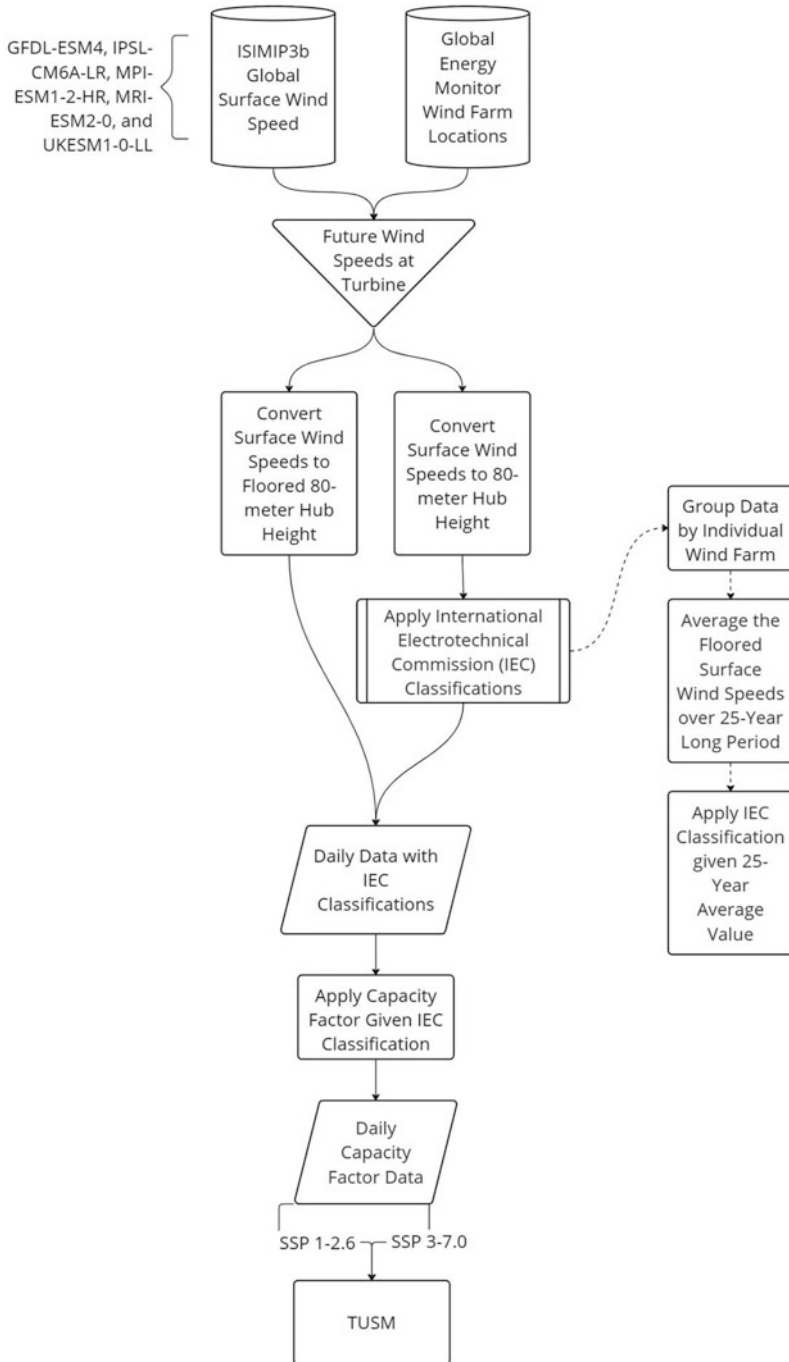 GFDL-ESM4, IPSL-
CM6A-LR, MPI-
ESM1-2-HR, MRI-
ESM2-0, and
UKESM1-0-LL
ISIMIP3b
Global
Surface Wind
Speed
Global
Energy
Monitor
Wind Farm
Locations
Future Wind
Speeds at
Turbine
Convert
Surface Wind
Speeds to
Floored 80-
meter Hub
Height
Convert
Surface Wind
Speeds to 80-
meter Hub
Height
Apply International
Electrotechnical
Commission (IEC)
Classifications
Group Data
by Individual
Wind Farm
Average the
Floored
Surface
Wind Speeds
over 25-Year
Long Period
Apply IEC
Classification
given 25-
Year
Average
Value
Daily Data with
IEC
Classifications
Apply Capacity
Factor Given IEC
Classification
Daily
Capacity
Factor Data
SSP 1-2.6
SSP 3-7.0
TUSM